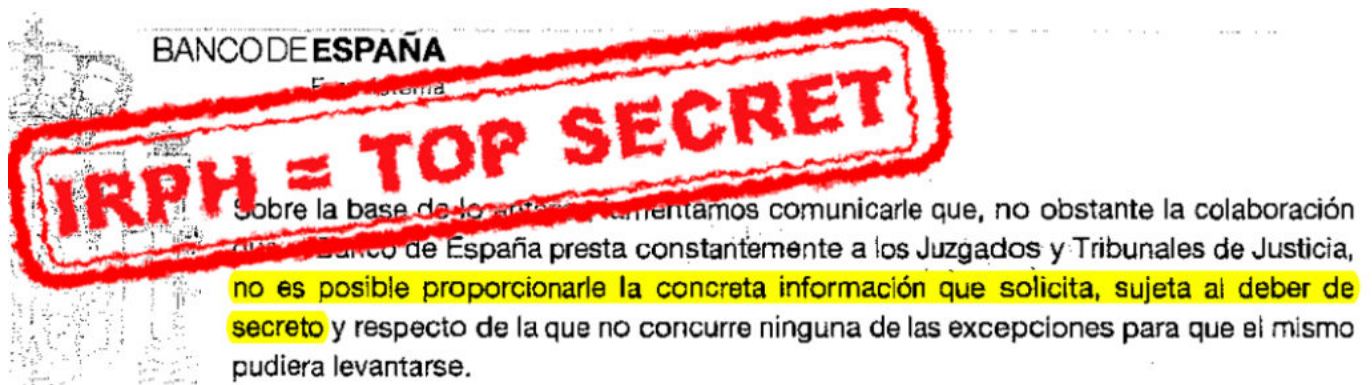 BANCO DE ESPAÑA
IRPH = TOP SECRET
Sobre la base de lo lamentamos comunicarle que, no obstante la colaboración
Banco de España presta constantemente a los Juzgados y Tribunales de Justicia,
no es posible proporcionarle la concreta información que solicita, sujeta al deber de
secreto y respecto de la que no concurre ninguna de las excepciones para que el mismo
pudiera levantarse.